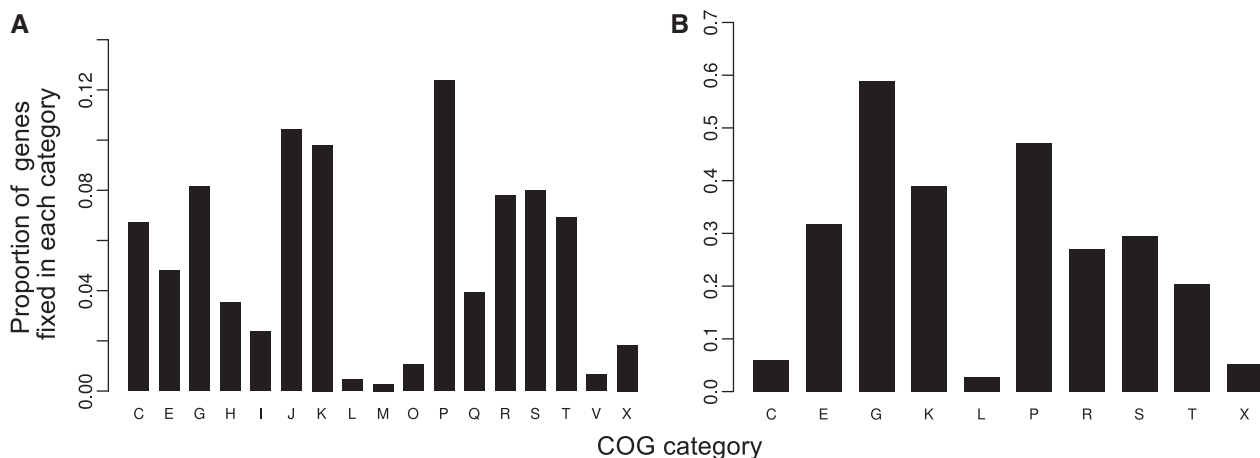 A
Proportion of genes
fixed in each category
0.12
0.08
0.04
0.00
C E G H I J K L M O P Q R S T V X
B
0.7
0.6
0.5
0.4
0.3
0.2
0.1
0.0
C E G K L P R S T X
COG category